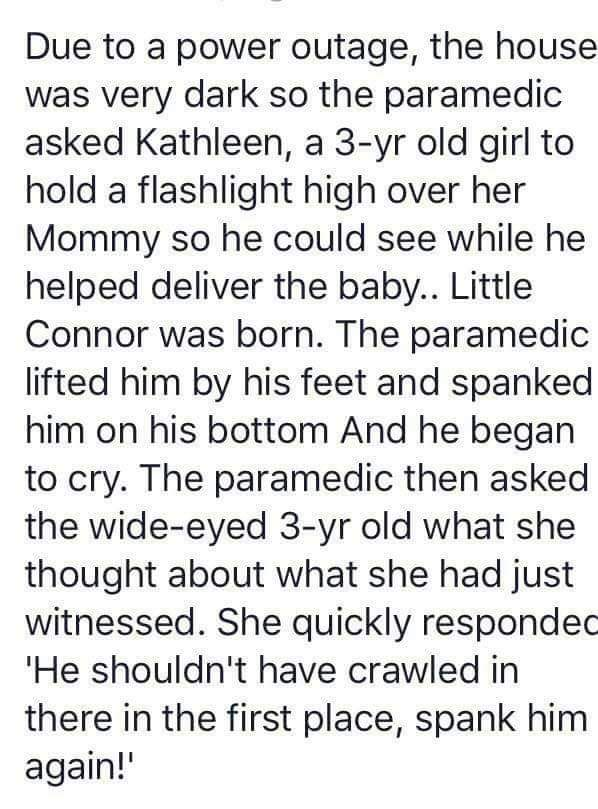 Due to a power outage, the house
was very dark so the paramedic
asked Kathleen, a 3-yr old girl to
hold a flashlight high over her
Mommy so he could see while he
helped deliver the baby.. Little
Connor was born. The paramedic
lifted him by his feet and spanked
him on his bottom And he began
to cry. The paramedic then asked
the wide-eyed 3-yr old what she
thought about what she had just
witnessed. She quickly responded
'He shouldn't have crawled in
there in the first place, spank him
again!'